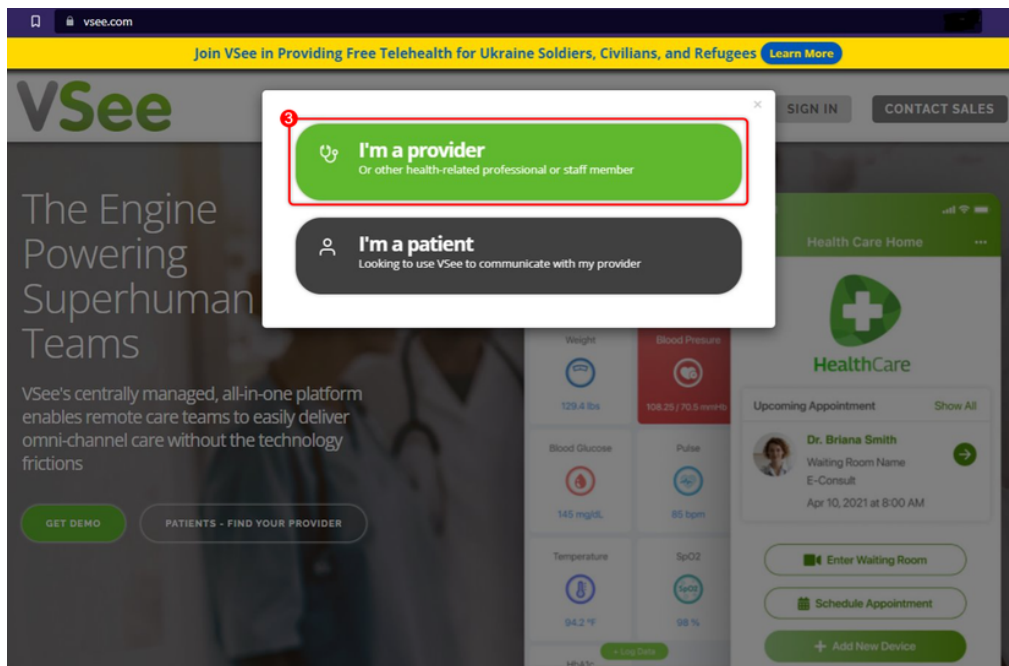 vsee.com
Join VSee in Providing Free Telehealth for Ukraine Soldiers, Civilians, and Refugees Learn More
VSee
SIGN IN
CONTACT SALES
3
×
I'm a provider
Or other health-related professional or staff member
I'm a patient
Looking to use VSee to communicate with my provider
The Engine
Powering
Superhuman
Teams
VSee's centrally managed, all-in-one platform
enables remote care teams to easily deliver
omni-channel care without the technology
frictions
GET DEMO
PATIENTS - FIND YOUR PROVIDER
Weight
129.4 lbs
Blood Presure
108.25 / 70.5 mmHb
Blood Glucose
145 mg/dL
Pulse
85 bpm
Temperature
94.2 °F
SpO2
SpO2
98 %
+ Log Data
HbA1c
Health Care Home
HealthCare
Upcoming Appointment
Show All
Dr. Briana Smith
Waiting Room Name
E-Consult
Apr 10, 2021 at 8:00 AM
Enter Waiting Room
Schedule Appointment
+ Add New Device